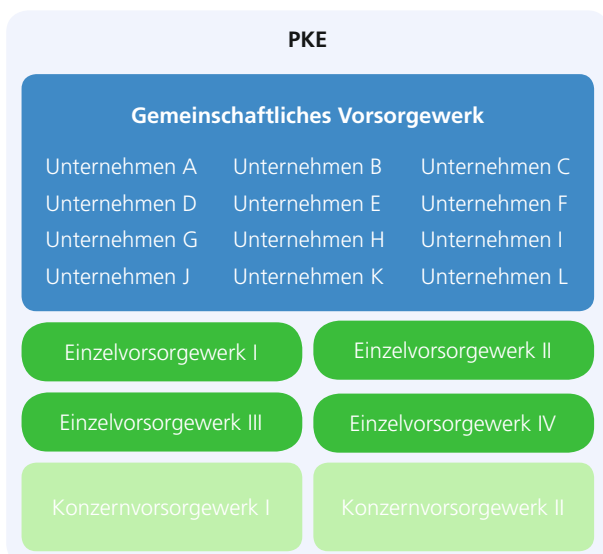 PKE
Gemeinschaftliches Vorsorgewerk
Unternehmen A Unternehmen B Unternehmen C
Unternehmen D Unternehmen E Unternehmen F
Unternehmen G Unternehmen H Unternehmen I
Unternehmen J Unternehmen K Unternehmen L
Einzelvorsorgewerk I Einzelvorsorgewerk II
Einzelvorsorgewerk III Einzelvorsorgewerk IV
Konzernvorsorgewerk I Konzernvorsorgewerk II